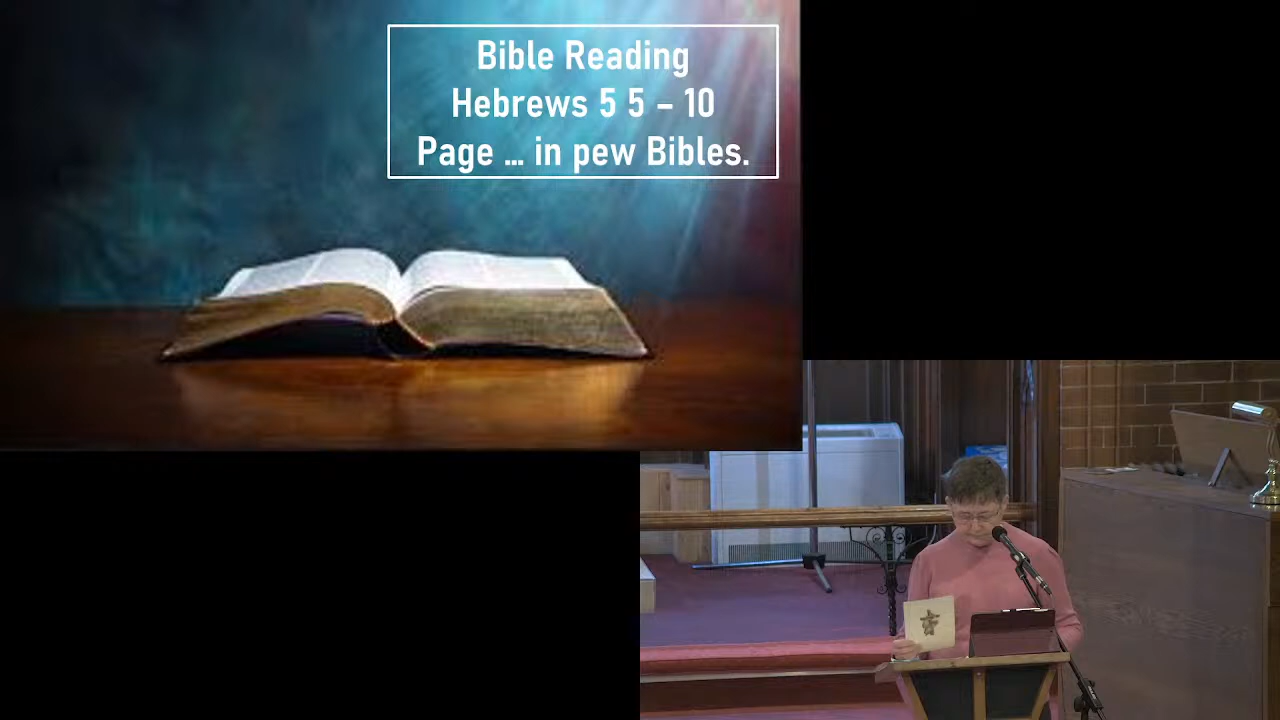 Bible Reading
Hebrews 5 5 – 10
Page ... in pew Bibles.